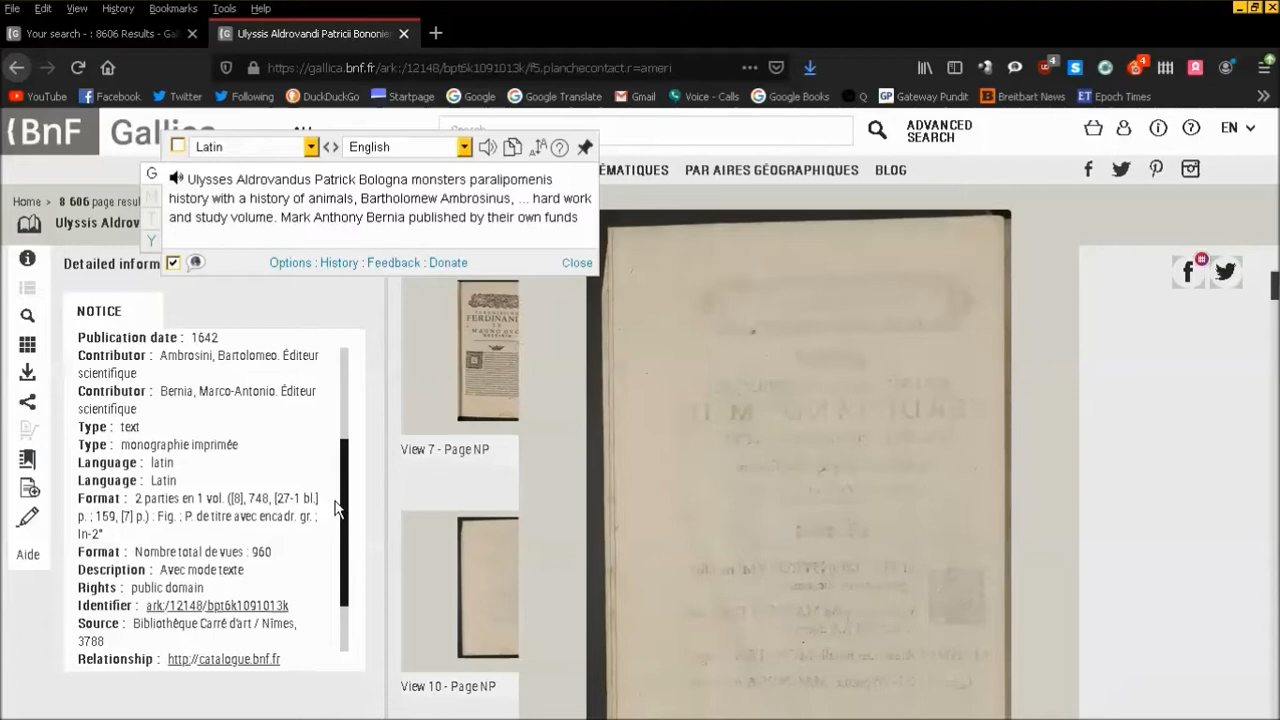 File Edit View History Bookmarks Tools Help
Your search - : 8606 Results - Gal
Ulyssis Aldrovandi Patricii Bononie
https://gallica.bnf.fr/ark:/12148/bpt6k1091013k/f5.planchecontact.r=ameri
4 4
YouTube Facebook Twitter Following DuckDuckGo Startpage Google Google Translate Gmail Voice - Calls Google Books Q Gateway Pundit Breitbart News Epoch Times
BnF Gallica
Search
ADVANCED
SEARCH
EN
Latin <> English
ÉMATIQUES PAR AIRES GÉOGRAPHIQUES BLOG
G Ulysses Aldrovandus Patrick Bologna monsters paralipomenis
history with a history of animals, Bartholomew Ambrosinus, ... hard work
and study volume. Mark Anthony Bernia published by their own funds
M
T
Y
Home > 8 606 page resul
Ulyssis Aldrov
Options : History : Feedback : Donate Close
Detailed inform
NOTICE
Publication date : 1642
Contributor : Ambrosini, Bartolomeo. Éditeur
scientifique
Contributor : Bernia, Marco-Antonio. Éditeur
scientifique
Type : text
Type : monographie imprimée
Language : latin
Language : Latin
Format : 2 parties en 1 vol. ([8], 748, [27-1 bl.]
p. ; 159, [7] p.) : Fig. ; P. de titre avec encadr. gr. ;
In-2°
Format : Nombre total de vues : 960
Description : Avec mode texte
Rights : public domain
Identifier : ark:/12148/bpt6k1091013k
Source : Bibliothèque Carré d'art / Nîmes,
3788
Relationship : http://catalogue.bnf.fr
Aide
FERDINAN
View 7 - Page NP
View 10 - Page NP